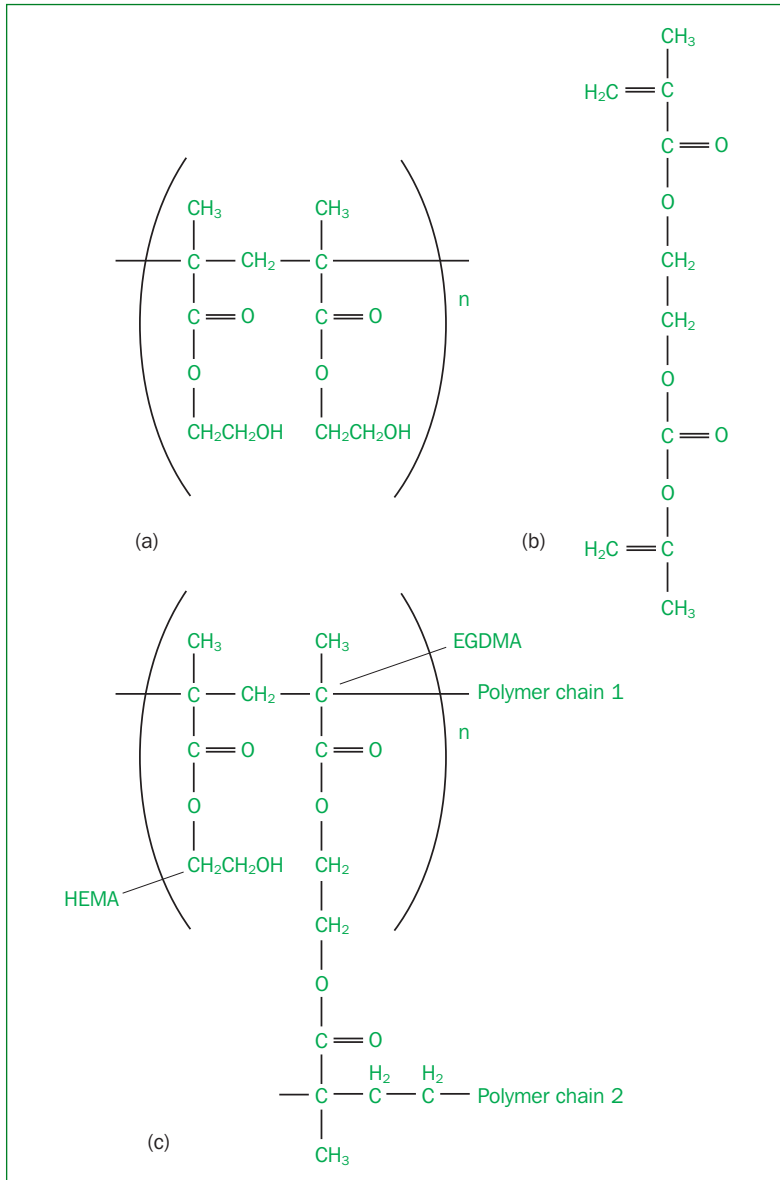 CH₃
H₂C C
C O
O
CH₂
CH₂
O
C O
O
H₂C C
CH₃
(b)
CH₃ CH₃
C CH₂ C
n
C O C O
O O
CH₂CH₂OH CH₂CH₂OH
(a)
CH₃ CH₃ EGDMA
C CH₂ C Polymer chain 1
n
C O C O
O O
CH₂CH₂OH CH₂
HEMA
CH₂
O
C O
H₂ H₂
C C C Polymer chain 2
CH₃
(c)